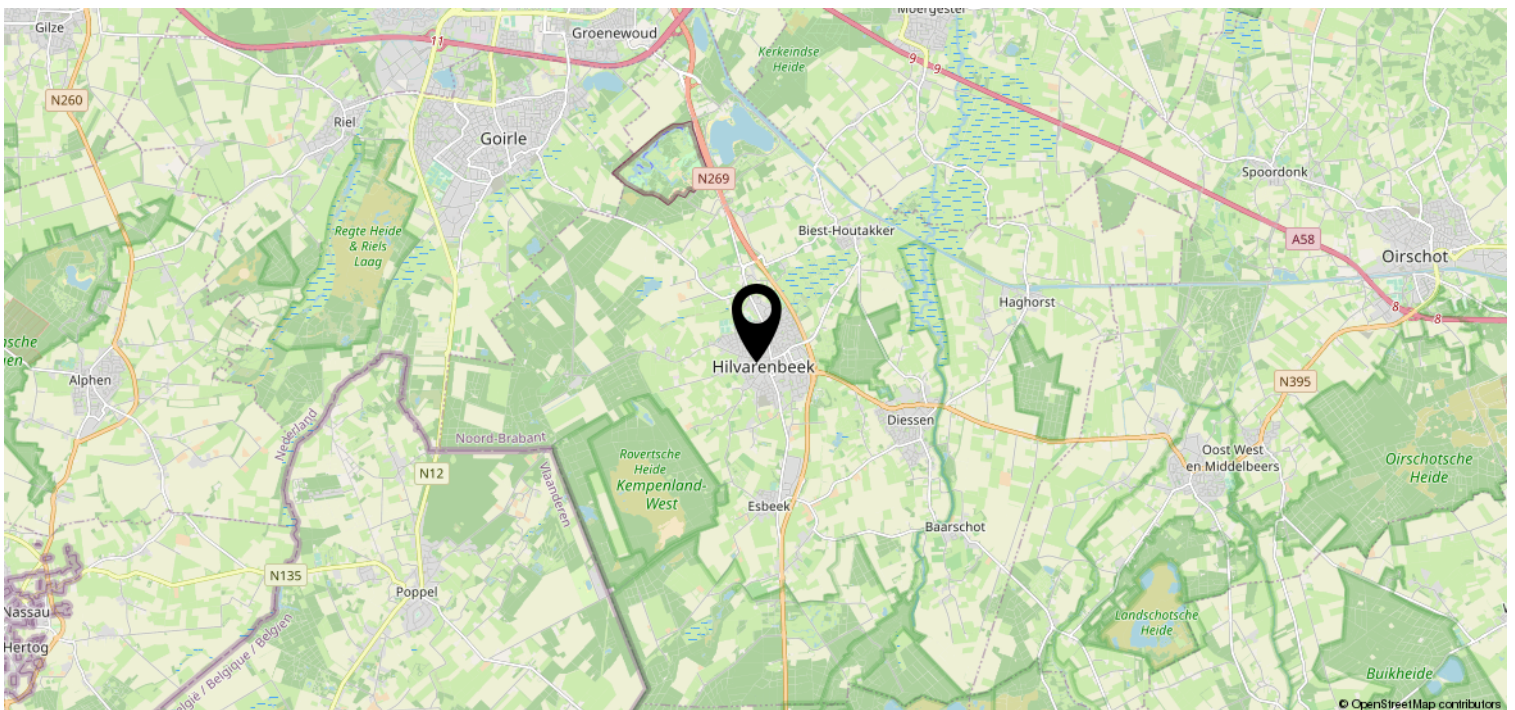 Gilze
Groenewoud
Moergestel
11
Kerkeindse
Heide
9
9
N260
Riel
Goirle
N269
Spoordonk
Regte Heide
& Riels
Laag
Biest-Houtakker
A58
Oirschot
Haghorst
8
8
Alphen
Hilvarenbeek
N395
Diessen
Nederland
Noord-Brabant
Vlaanderen
N12
Rovertsche
Heide
Kempenland-
West
Oost West
en Middelbeers
Oirschotsche
Heide
Esbeek
Baarschot
N135
Poppel
Nassau
Hertog
Landschotsche
Heide
Buikheide
België / Belgique / Belgien
© OpenStreetMap contributors